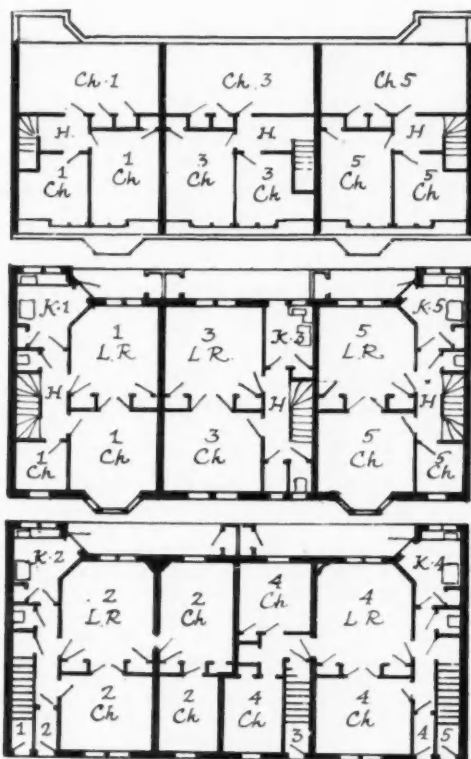 Ch. 1 Ch. 3 Ch 5
H. H H
1 Ch 1 Ch 3 Ch 3 Ch 5 Ch 5 Ch
K. 1 1 L. R 3 L. R. K. 3 5 L. R. K. 5
H H H
1 Ch 1 Ch 3 Ch 5 Ch 5 Ch
K. 2 2 L R 2 Ch 4 Ch 4 L R K. 4
2 Ch 2 Ch 4 Ch 4 Ch
1 2 3 4 5